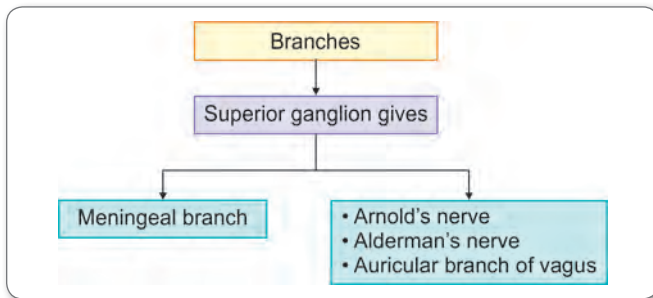 Branches
Superior ganglion gives
Meningeal branch
• Arnold's nerve
• Alderman's nerve
• Auricular branch of vagus